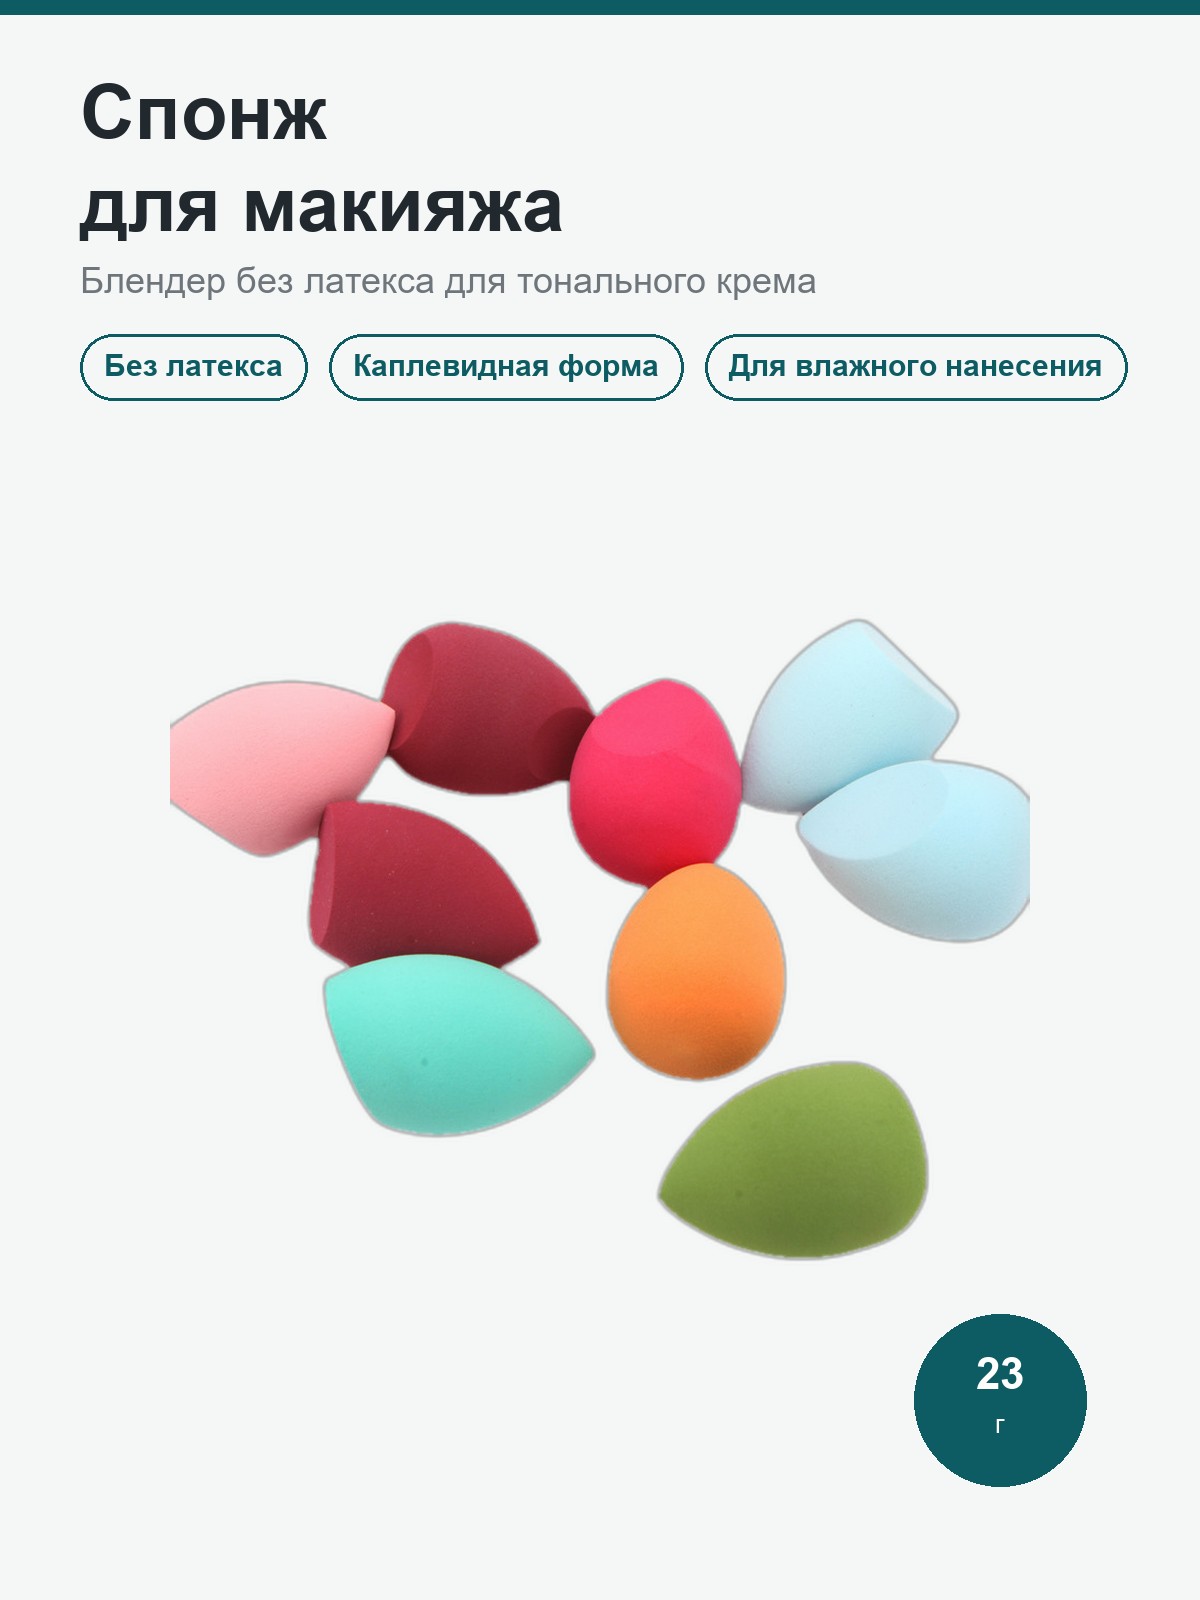 Спонж
для макияжа
Блендер без латекса для тонального крема
Без латекса
Каплевидная форма
Для влажного нанесения
23
г